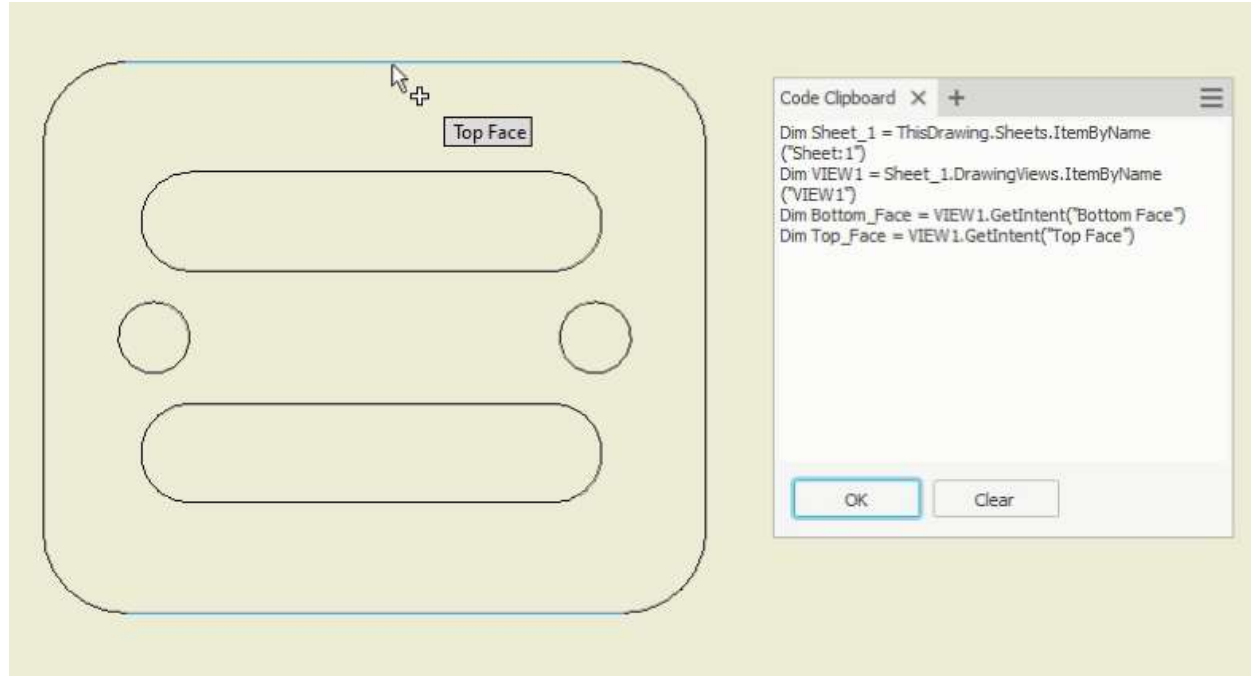 Top Face
Code Clipboard
Dim Sheet_1 = ThisDrawing.Sheets.ItemByName
("Sheet:1")
Dim VIEW1 = Sheet_1.DrawingViews.ItemByName
("VIEW1")
Dim Bottom_Face = VIEW1.GetIntent("Bottom Face")
Dim Top_Face = VIEW1.GetIntent("Top Face")
OK
Clear